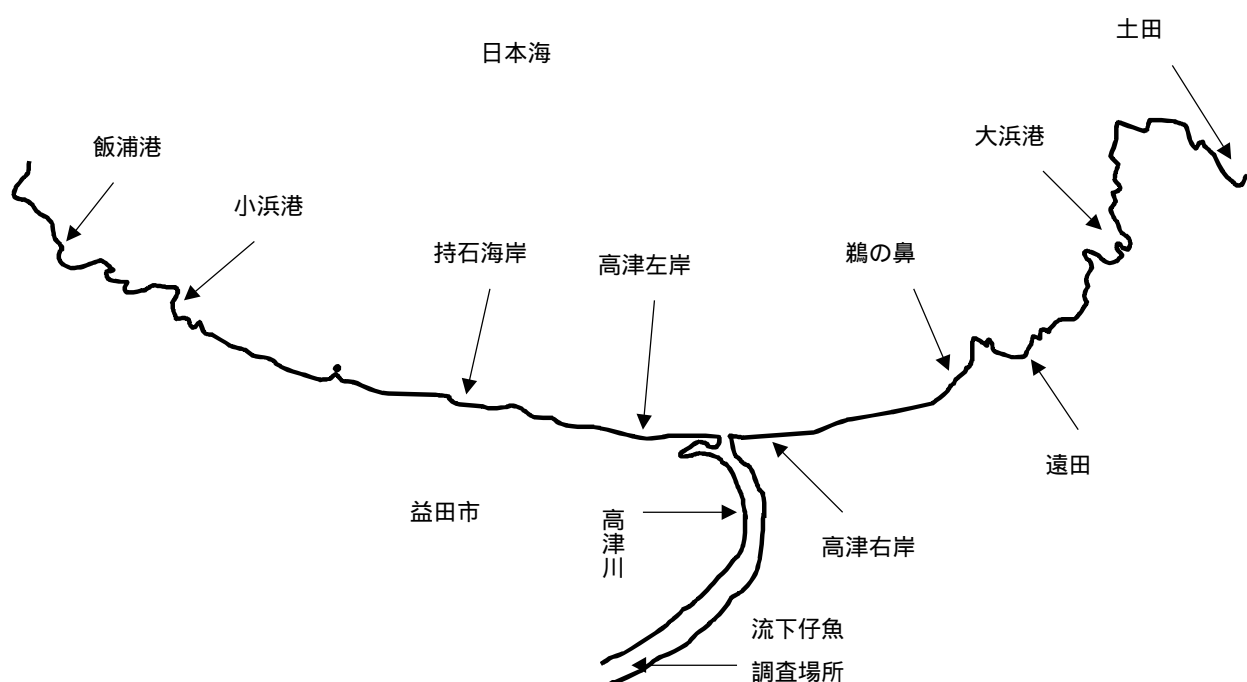 土田
日本海
大浜港
飯浦港
小浜港
持石海岸
高津左岸
鵜の鼻
遠田
益田市
高津川
高津右岸
流下仔魚
調査場所